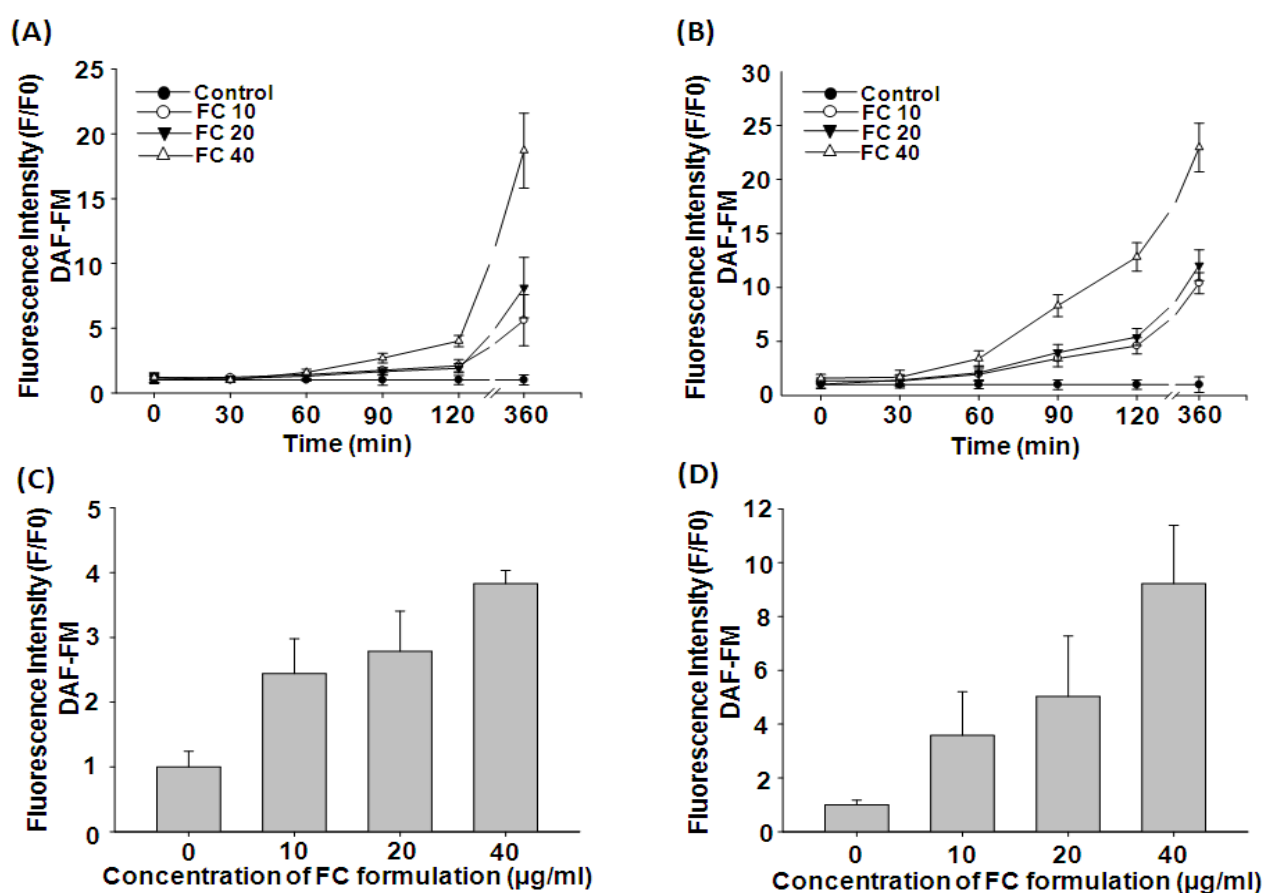 (A)
Fluorescence Intensity (F/F0)
DAF-FM
25
20
15
10
5
0
Control
FC 10
FC 20
FC 40
0 30 60 90 120 360
Time (min)
(B)
Fluorescence Intensity (F/F0)
DAF-FM
30
25
20
15
10
5
0
Control
FC 10
FC 20
FC 40
0 30 60 90 120 360
Time (min)
(C)
Fluorescence Intensity (F/F0)
DAF-FM
5
4
3
2
1
0
0 10 20 40
Concentration of FC formulation (µg/ml)
(D)
Fluorescence Intensity (F/F0)
DAF-FM
12
10
8
6
4
2
0
0 10 20 40
Concentration of FC formulation (µg/ml)